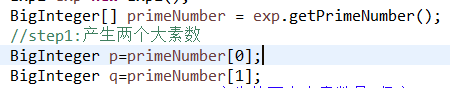 BigInteger[] primeNumber = exp.getPrimeNumber();
//step1:产生两个大素数
BigInteger p=primeNumber[0];
BigInteger q=primeNumber[1];